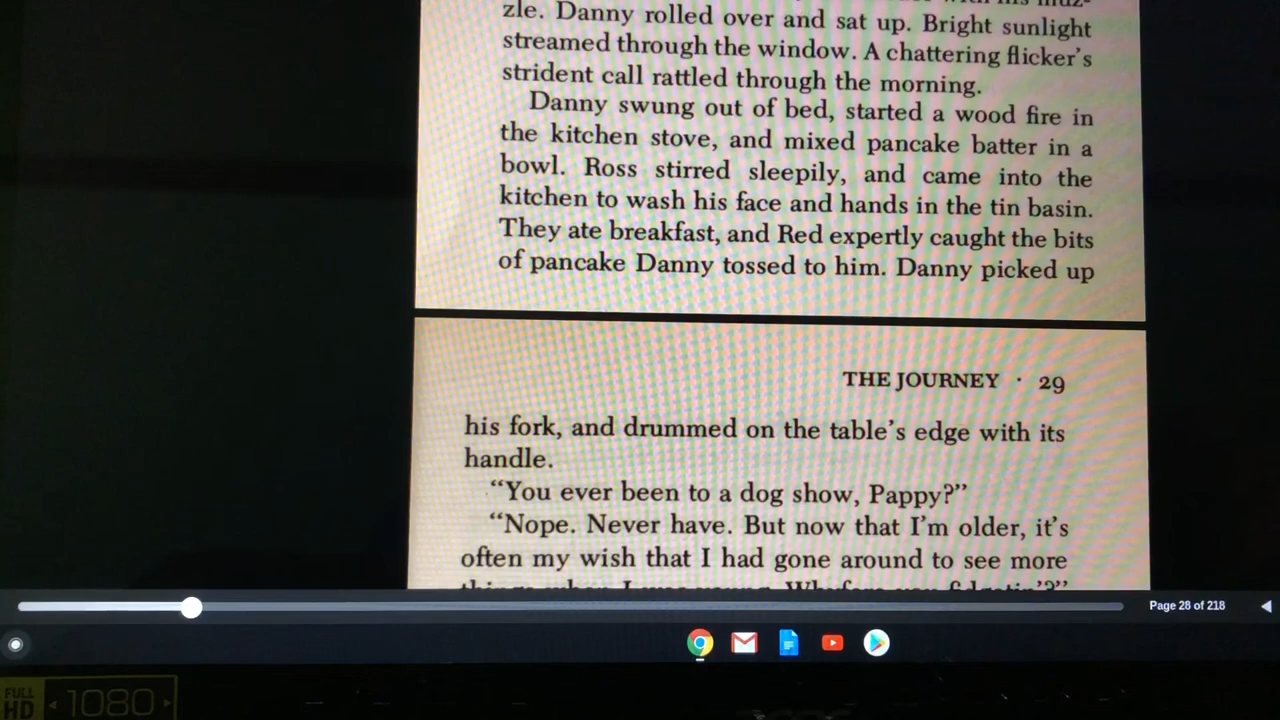 zle. Danny rolled over and sat up. Bright sunlight
streamed through the window. A chattering flicker's
strident call rattled through the morning.
Danny swung out of bed, started a wood fire in
the kitchen stove, and mixed pancake batter in a
bowl. Ross stirred sleepily, and came into the
kitchen to wash his face and hands in the tin basin.
They ate breakfast, and Red expertly caught the bits
of pancake Danny tossed to him. Danny picked up
THE JOURNEY · 29
his fork, and drummed on the table's edge with its
handle.
“You ever been to a dog show, Pappy?”
“Nope. Never have. But now that I'm older, it's
often my wish that I had gone around to see more
Page 28 of 218
FULL HD 1080